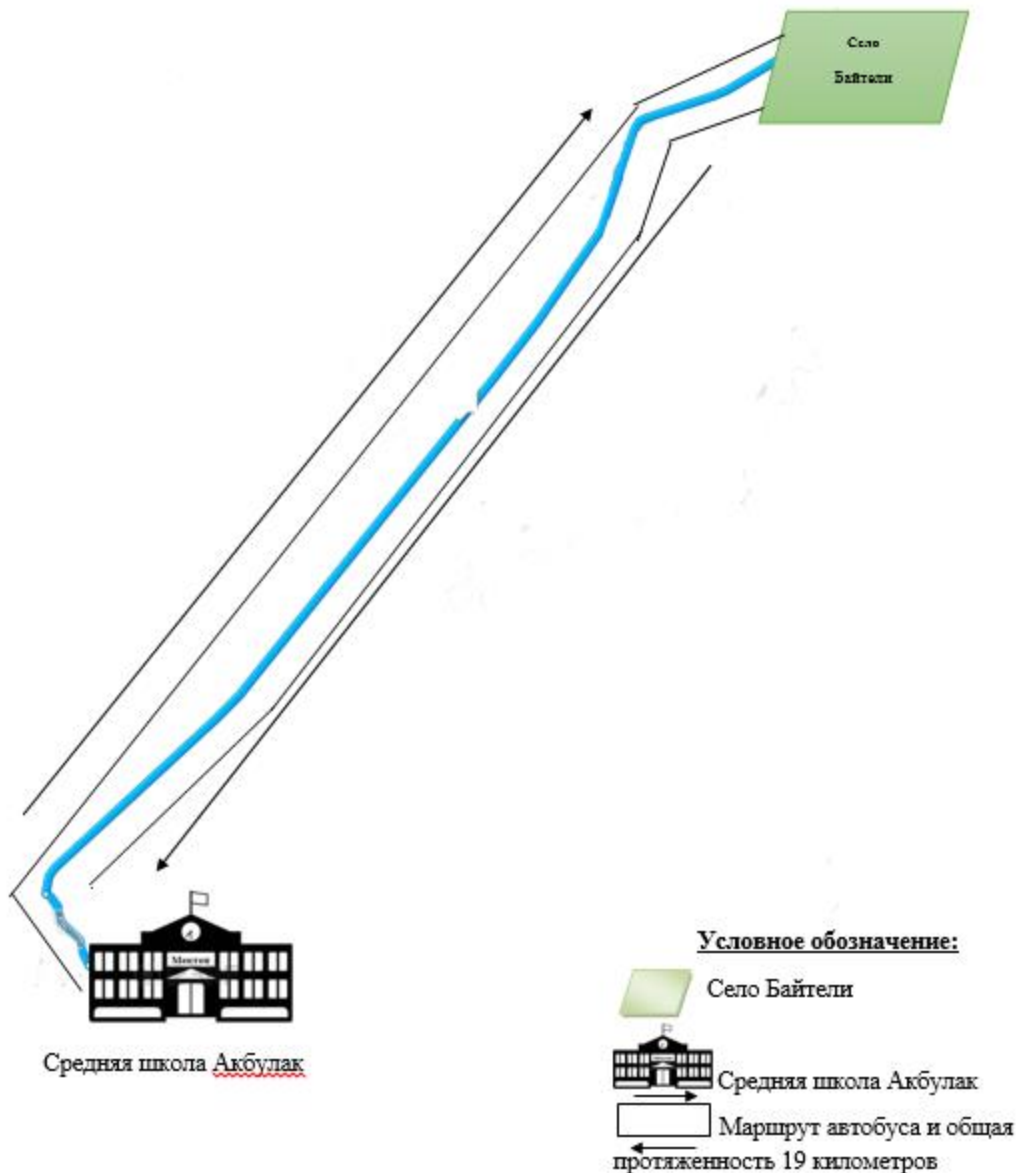 Село
Байтели
Мектеп
Средняя школа Акбулак
Условное обозначение:
Село Байтели
Средняя школа Акбулак
Маршрут автобуса и общая
протяженность 19 километров